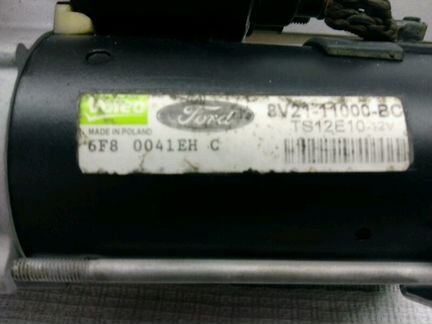 Valeo
Ford
8V21-11000-BC
MADE IN POLAND
TS12E10-12V
6F8 0041EH C